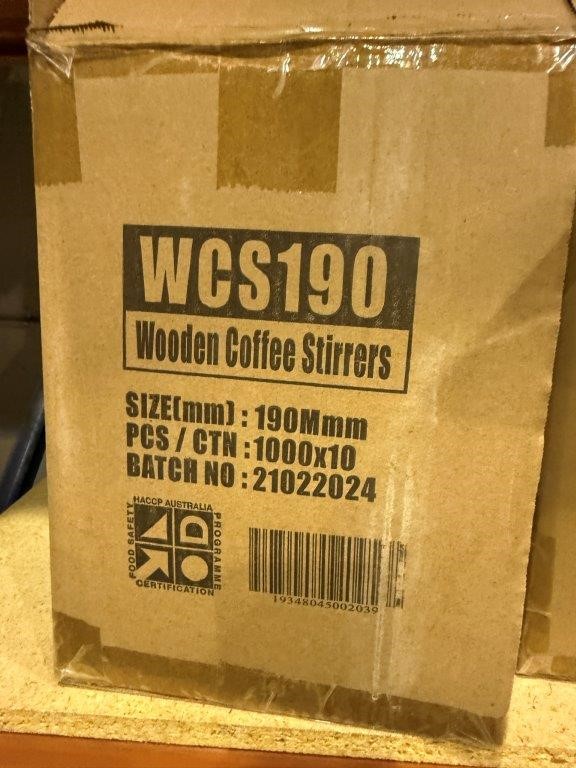 WCS190
Wooden Coffee Stirrers
SIZE(mm) : 190Mmm
PCS / CTN : 1000x10
BATCH NO : 21022024
HACCP AUSTRALIA
FOOD SAFETY
PROGRAMME
CERTIFICATION
19348045002039